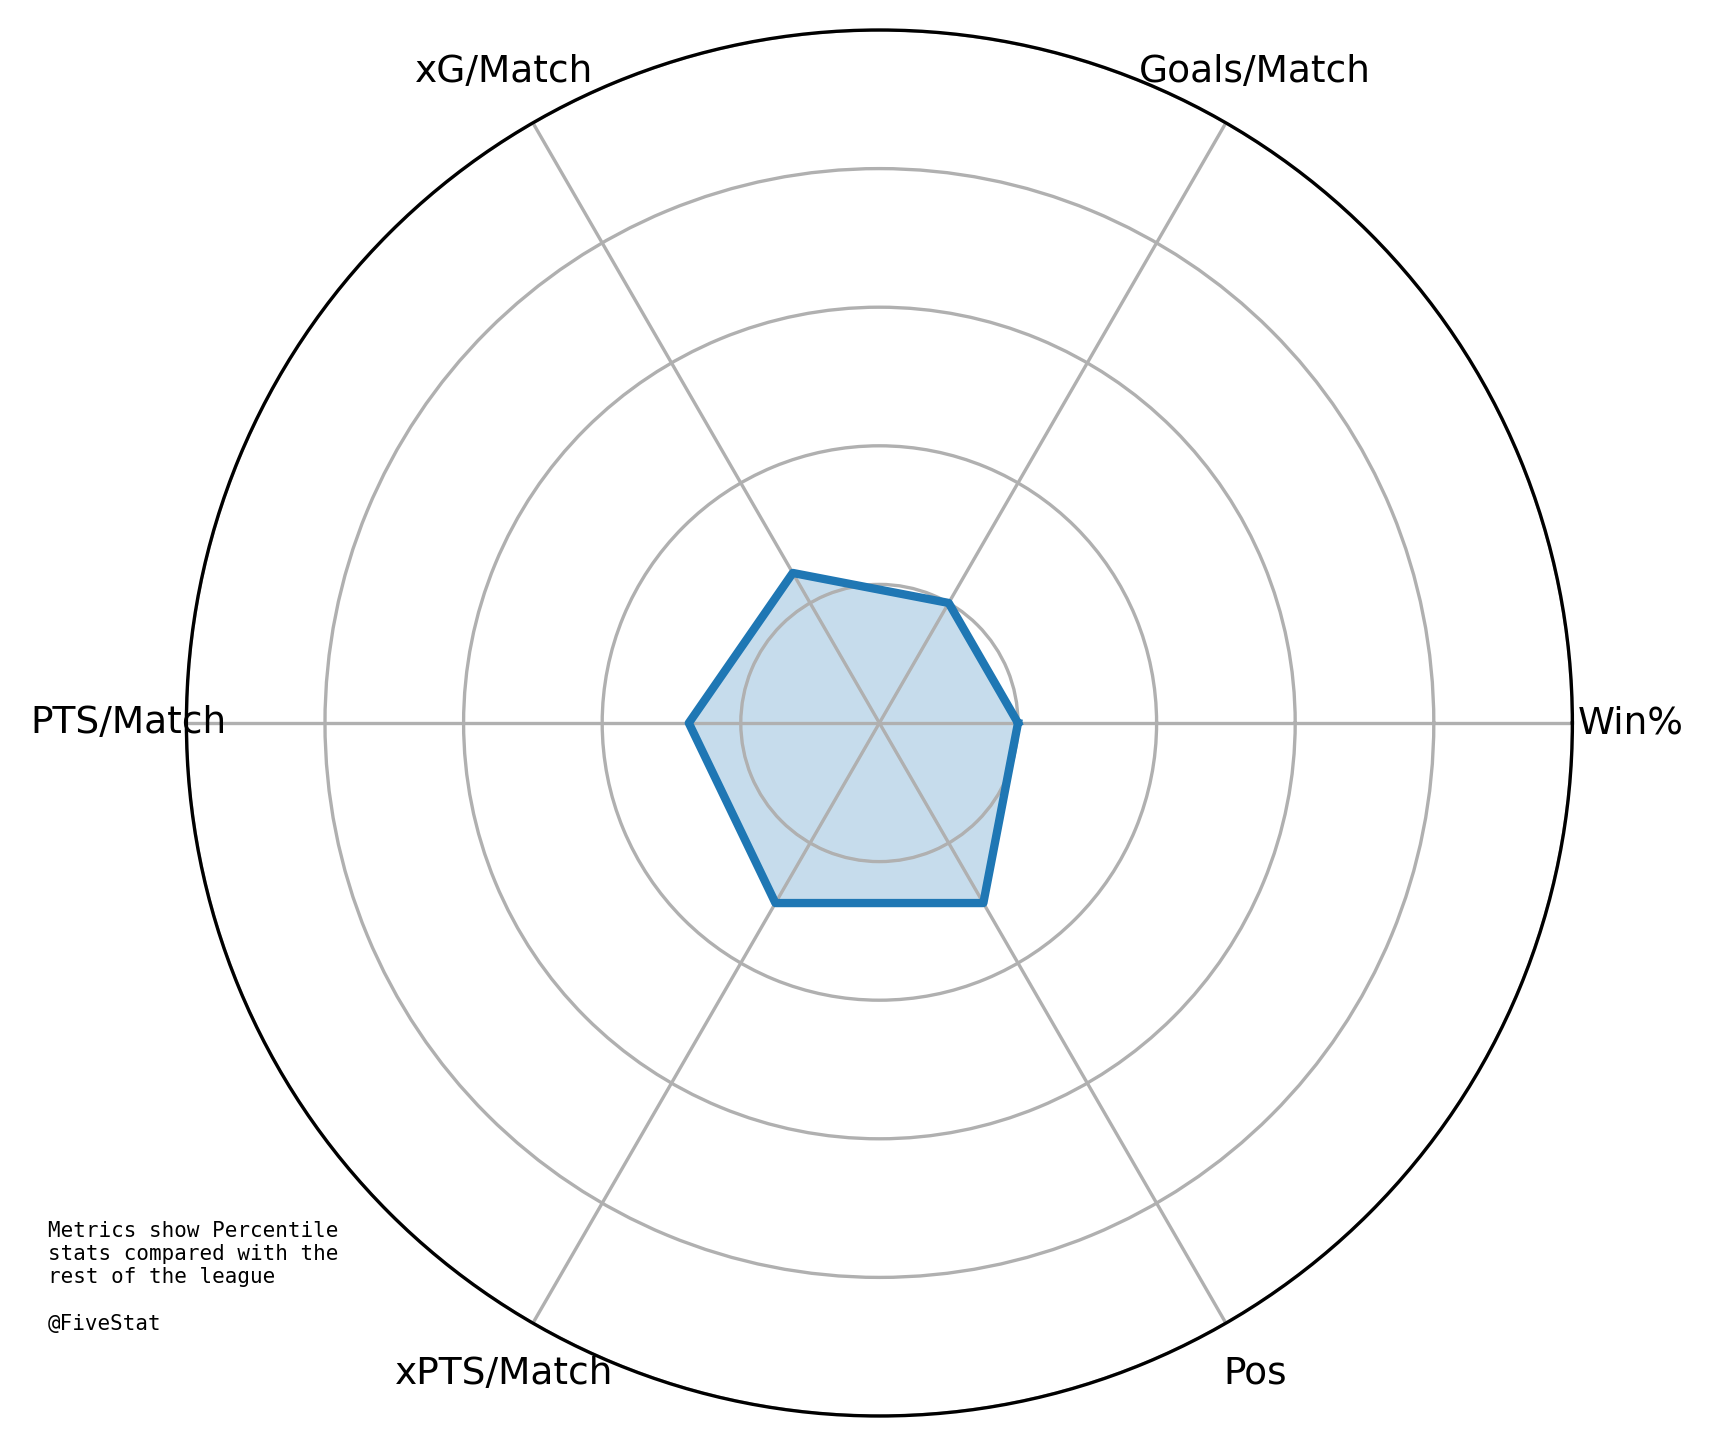 xG/Match
Goals/Match
PTS/Match
Win%
Metrics show Percentile
stats compared with the
rest of the league
@FiveStat
xPTS/Match
Pos